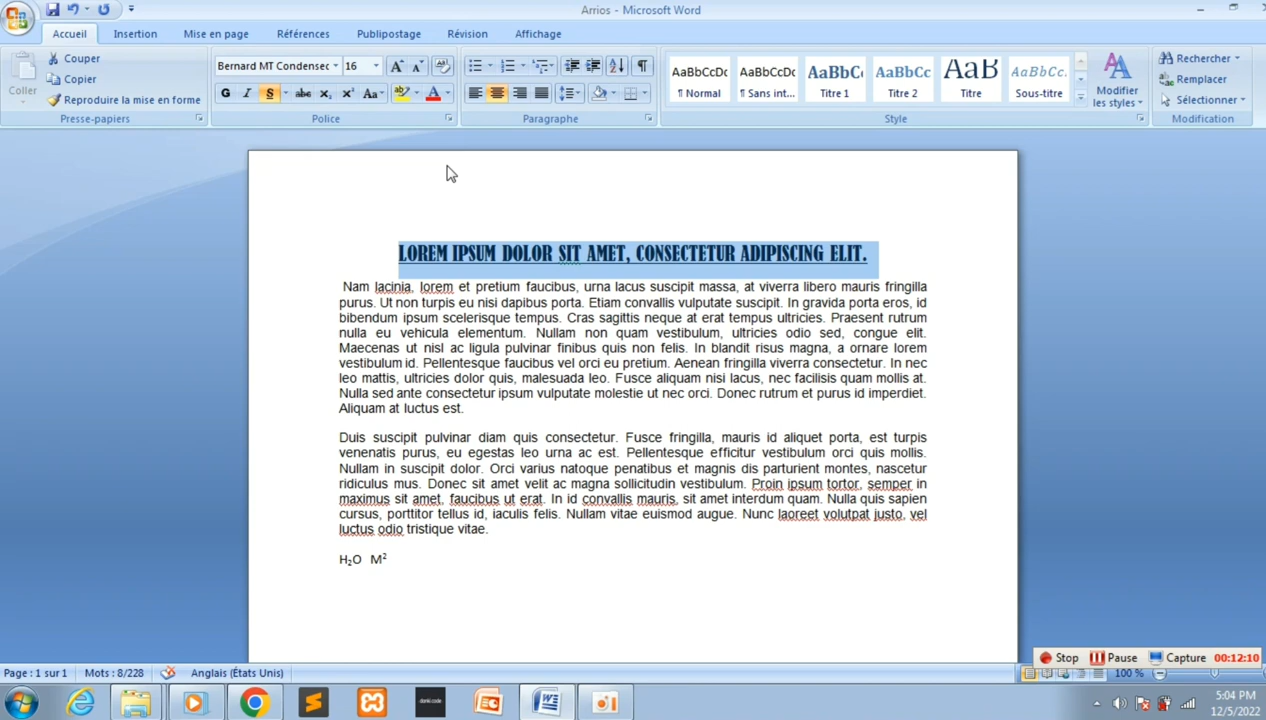 Arrios - Microsoft Word
Accueil Insertion Mise en page Références Publipostage Révision Affichage
Coller
Couper
Copier
Reproduire la mise en forme
Presse-papiers
Bernard MT Condensec 16
G I S abc X₂ X² Aa
Police
Paragraphe
AaBbCcDc AaBbCcDc AaBbC AaBbCc AaB AaBbCc.
¶ Normal ¶ Sans int... Titre 1 Titre 2 Titre Sous-titre
Modifier
les styles
Style
Rechercher
Remplacer
Sélectionner
Modification
LOREM IPSUM DOLOR SIT AMET, CONSECTETUR ADIPISCING ELIT.
Nam lacinia, lorem et pretium faucibus, urna lacus suscipit massa, at viverra libero mauris fringilla
purus. Ut non turpis eu nisi dapibus porta. Etiam convallis vulputate suscipit. In gravida porta eros, id
bibendum ipsum scelerisque tempus. Cras sagittis neque at erat tempus ultricies. Praesent rutrum
nulla eu vehicula elementum. Nullam non quam vestibulum, ultricies odio sed, congue elit.
Maecenas ut nisl ac ligula pulvinar finibus quis non felis. In blandit risus magna, a ornare lorem
vestibulum id. Pellentesque faucibus vel orci eu pretium. Aenean fringilla viverra consectetur. In nec
leo mattis, ultricies dolor quis, malesuada leo. Fusce aliquam nisi lacus, nec facilisis quam mollis at.
Nulla sed ante consectetur ipsum vulputate molestie ut nec orci. Donec rutrum et purus id imperdiet.
Aliquam at luctus est.
Duis suscipit pulvinar diam quis consectetur. Fusce fringilla, mauris id aliquet porta, est turpis
venenatis purus, eu egestas leo urna ac est. Pellentesque efficitur vestibulum orci quis mollis.
Nullam in suscipit dolor. Orci varius natoque penatibus et magnis dis parturient montes, nascetur
ridiculus mus. Donec sit amet velit ac magna sollicitudin vestibulum. Proin ipsum tortor, semper in
maximus sit amet, faucibus ut erat. In id convallis mauris, sit amet interdum quam. Nulla quis sapien
cursus, porttitor tellus id, iaculis felis. Nullam vitae euismod augue. Nunc laoreet volutpat justo, vel
luctus odio tristique vitae.
H₂O M²
Stop Pause Capture 00:12:10
Page : 1 sur 1 Mots : 8/228 Anglais (États Unis) 100 %
5:04 PM
12/5/2022